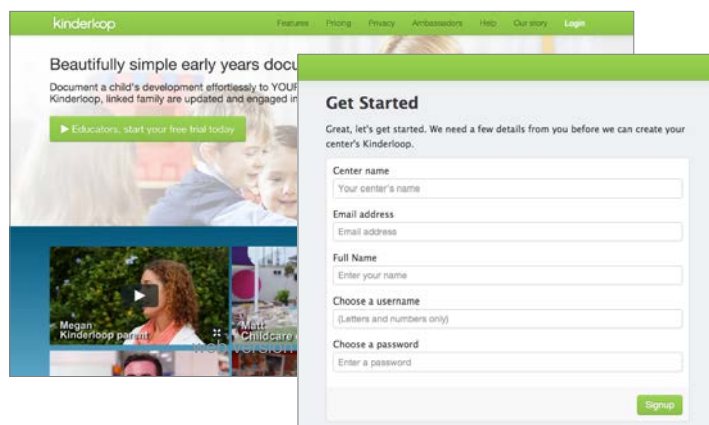 kinderkop
Features Pricing Privacy Ambassadors Help Our story Login
Beautifully simple early years docu
Document a child's development effortlessly to YOUR
Kinderloop, linked family are updated and engaged in
Educators, start your free trial today
Megan
Kinderloop parent
Matt
Childcare
web version
Get Started
Great, let's get started. We need a few details from you before we can create your
center's Kinderloop.
Center name
Your center's name
Email address
Email address
Full Name
Enter your name
Choose a username
(Letters and numbers only)
Choose a password
Enter a password
Signup